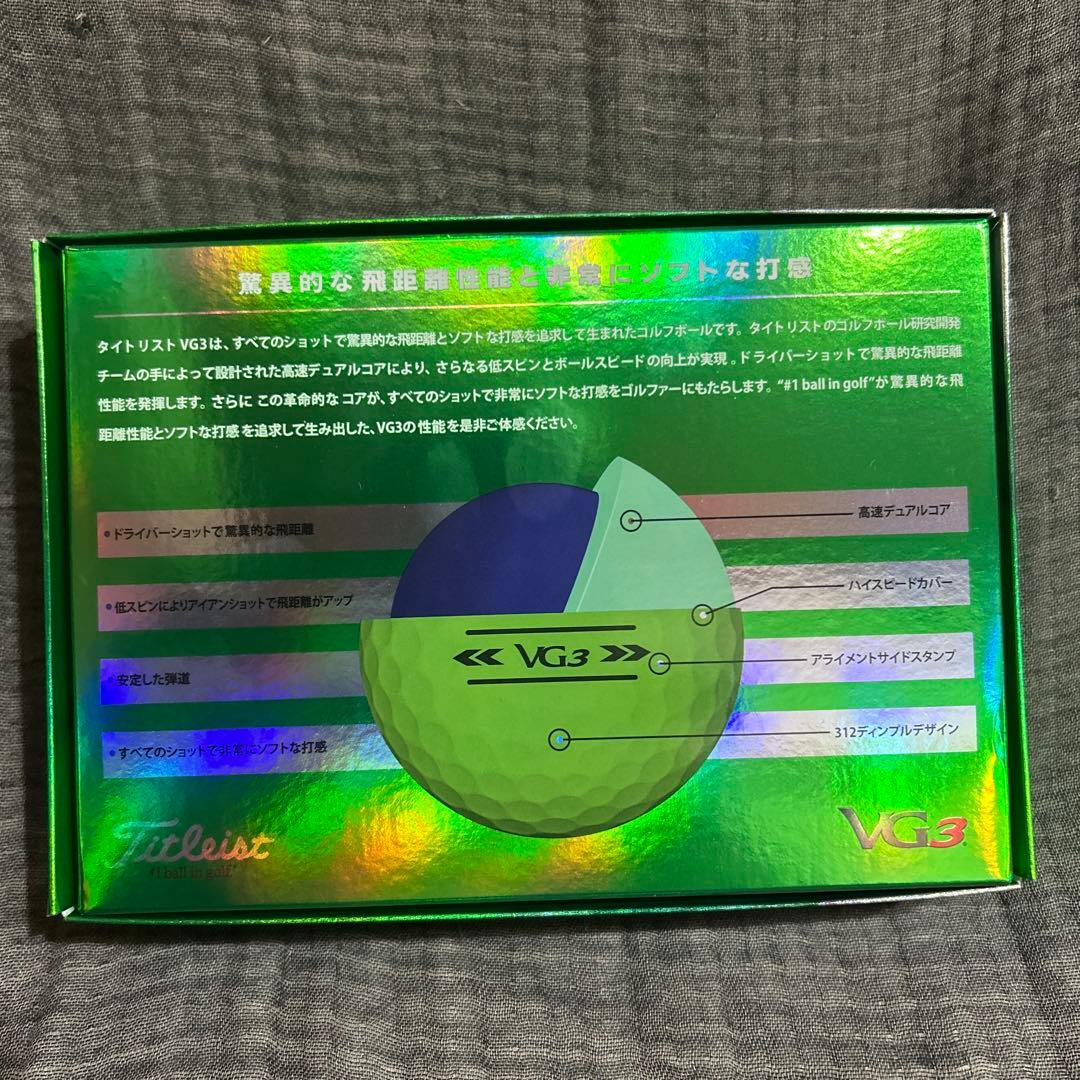 驚異的な飛距離性能と非常にソフトな打感
タイトリスト VG3は、すべてのショットで驚異的な飛距離とソフトな打感を追求して生まれたゴルフボールです。タイトリストのゴルフボール研究開発
チームの手によって設計された高速デュアルコアにより、さらなる低スピンとボールスピードの向上が実現。ドライバーショットで驚異的な飛距離
性能を発揮します。さらに この革命的な コアが、すべてのショットで非常にソフトな打感をゴルファーにもたらします。“#1 ball in golf”が驚異的な飛
距離性能とソフトな打感を追求して生み出した、VG3の性能を是非ご体感ください。
•ドライバーショットで驚異的な飛距離
•低スピンによりアイアンショットで飛距離がアップ
•安定した弾道
•すべてのショットで非常にソフトな打感
高速デュアルコア
ハイスピードカバー
アライメントサイドスタンプ
312ディンプルデザイン
VG3
Titleist
#1 ball in golf
VG3